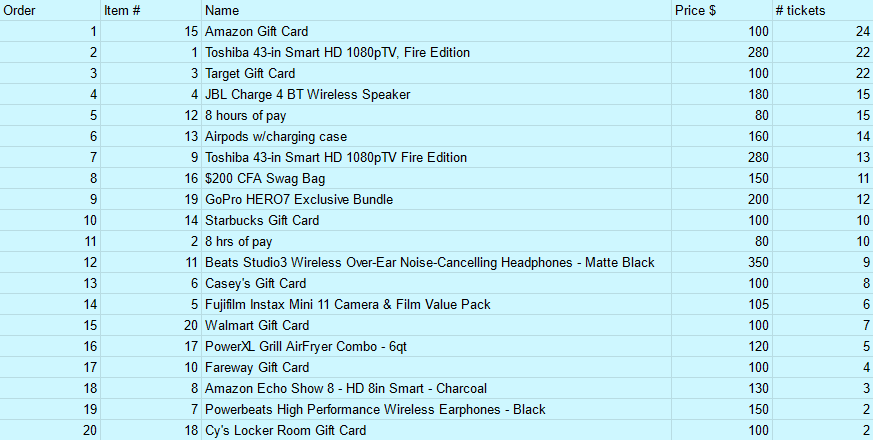 Order Item # Name Price $ # tickets
1 15 Amazon Gift Card 100 24
2 1 Toshiba 43-in Smart HD 1080pTV, Fire Edition 280 22
3 3 Target Gift Card 100 22
4 4 JBL Charge 4 BT Wireless Speaker 180 15
5 12 8 hours of pay 80 15
6 13 Airpods w/charging case 160 14
7 9 Toshiba 43-in Smart HD 1080pTV Fire Edition 280 13
8 16 $200 CFA Swag Bag 150 11
9 19 GoPro HERO7 Exclusive Bundle 200 12
10 14 Starbucks Gift Card 100 10
11 2 8 hrs of pay 80 10
12 11 Beats Studio3 Wireless Over-Ear Noise-Cancelling Headphones - Matte Black 350 9
13 6 Casey's Gift Card 100 8
14 5 Fujifilm Instax Mini 11 Camera & Film Value Pack 105 6
15 20 Walmart Gift Card 100 7
16 17 PowerXL Grill AirFryer Combo - 6qt 120 5
17 10 Fareway Gift Card 100 4
18 8 Amazon Echo Show 8 - HD 8in Smart - Charcoal 130 3
19 7 Powerbeats High Performance Wireless Earphones - Black 150 2
20 18 Cy's Locker Room Gift Card 100 2